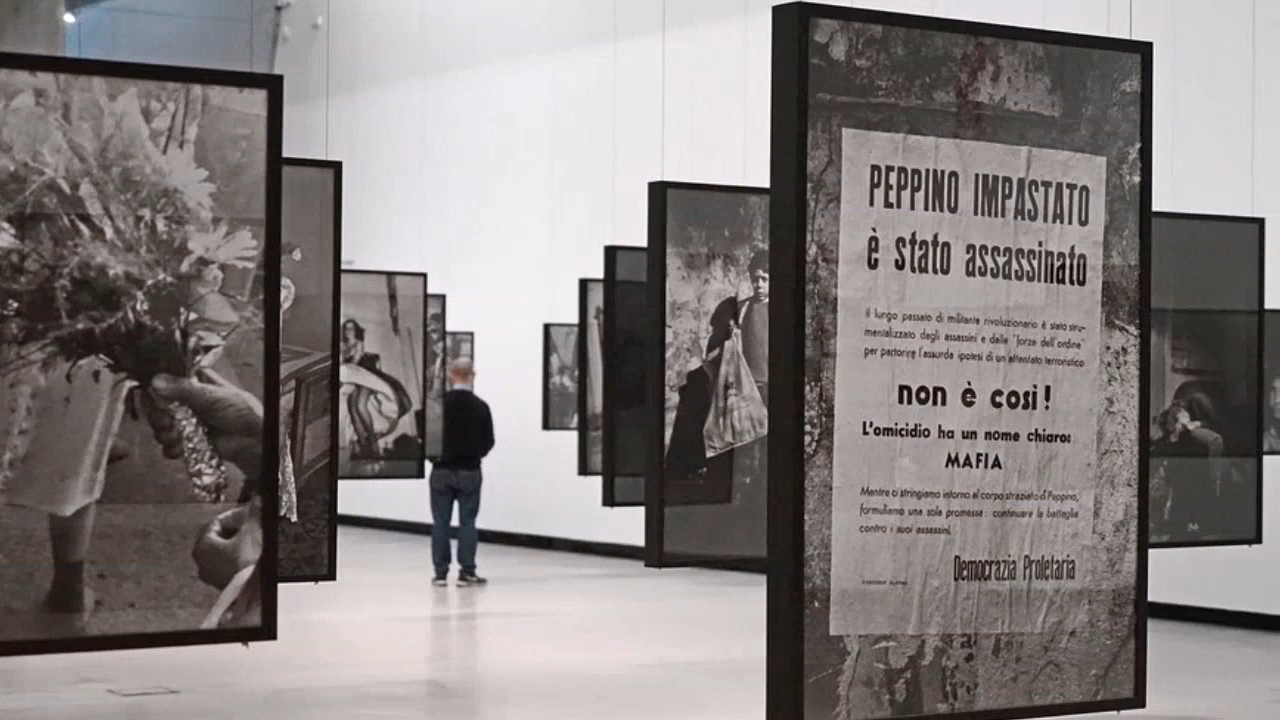 PEPPINO IMPASTATO
è stato assassinato
il lungo passato di militante rivoluzionario è stato stru-
mentalizzato dagli assassini e dalle "forze dell'ordine"
per partorire l'assurda ipotesi di un attentato terroristico
non è così!
L'omicidio ha un nome chiaro:
MAFIA
Mentre ci stringiamo intorno al corpo straziato di Peppino,
formuliamo una sola promessa: continuare la battaglia
contro i suoi assassini.
Democrazia Proletaria